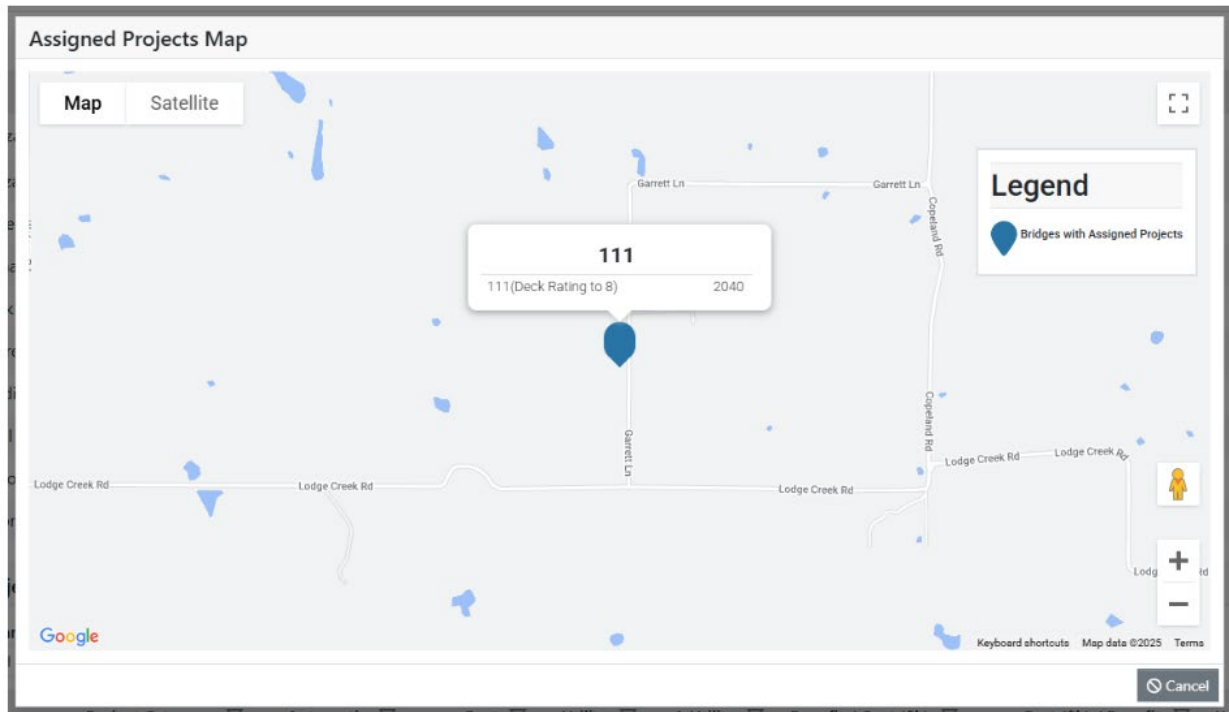 Assigned Projects Map
Map Satellite
Garrett Ln Garrett Ln
Legend
Bridges with Assigned Projects
Copeland Rd
111
111(Deck Rating to 8) 2040
Copeland Rd
Garrett Ln
Lodge Creek Rd Lodge Creek Rd
Lodge Creek Rd Lodge Creek Rd Lodge Creek Rd
Google
Keyboard shortcuts Map data ©2025 Terms
Cancel